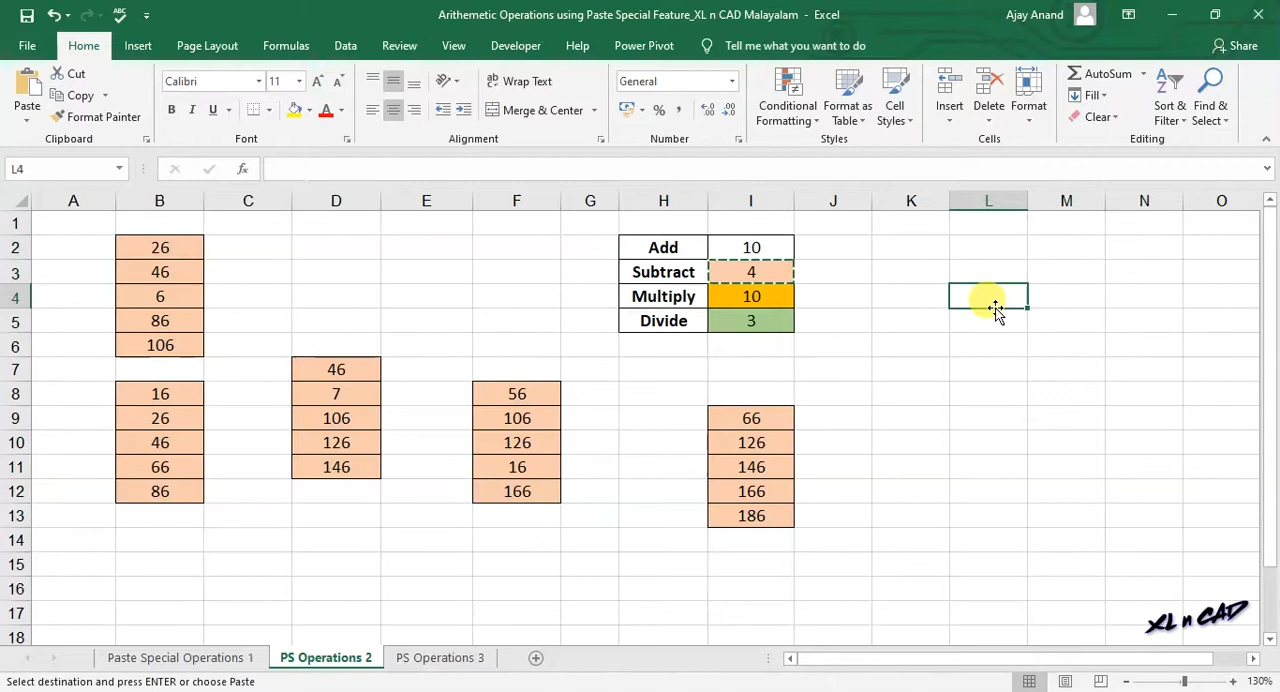 Arithemetic Operations using Paste Special Feature_XL n CAD Malayalam - Excel
Ajay Anand
File Home Insert Page Layout Formulas Data Review View Developer Help Power Pivot Tell me what you want to do Share
Paste
Cut
Copy
Format Painter
Clipboard
Calibri 11
B I U
Font
Wrap Text
Merge & Center
Alignment
General
Number
Conditional Formatting
Format as Table
Cell Styles
Styles
Insert Delete Format
Cells
AutoSum
Fill
Clear
Sort & Filter
Find & Select
Editing
L4
fx
A B C D E F G H I J K L M N O
1
2 26 Add 10
3 46 Subtract 4
4 6 Multiply 10
5 86 Divide 3
6 106
7 46
8 16 7 56
9 26 106 106 66
10 46 126 126 126
11 66 146 16 146
12 86 166 166
13 186
14
15
16
17
18
XL n CAD
Paste Special Operations 1 PS Operations 2 PS Operations 3
Select destination and press ENTER or choose Paste
130%